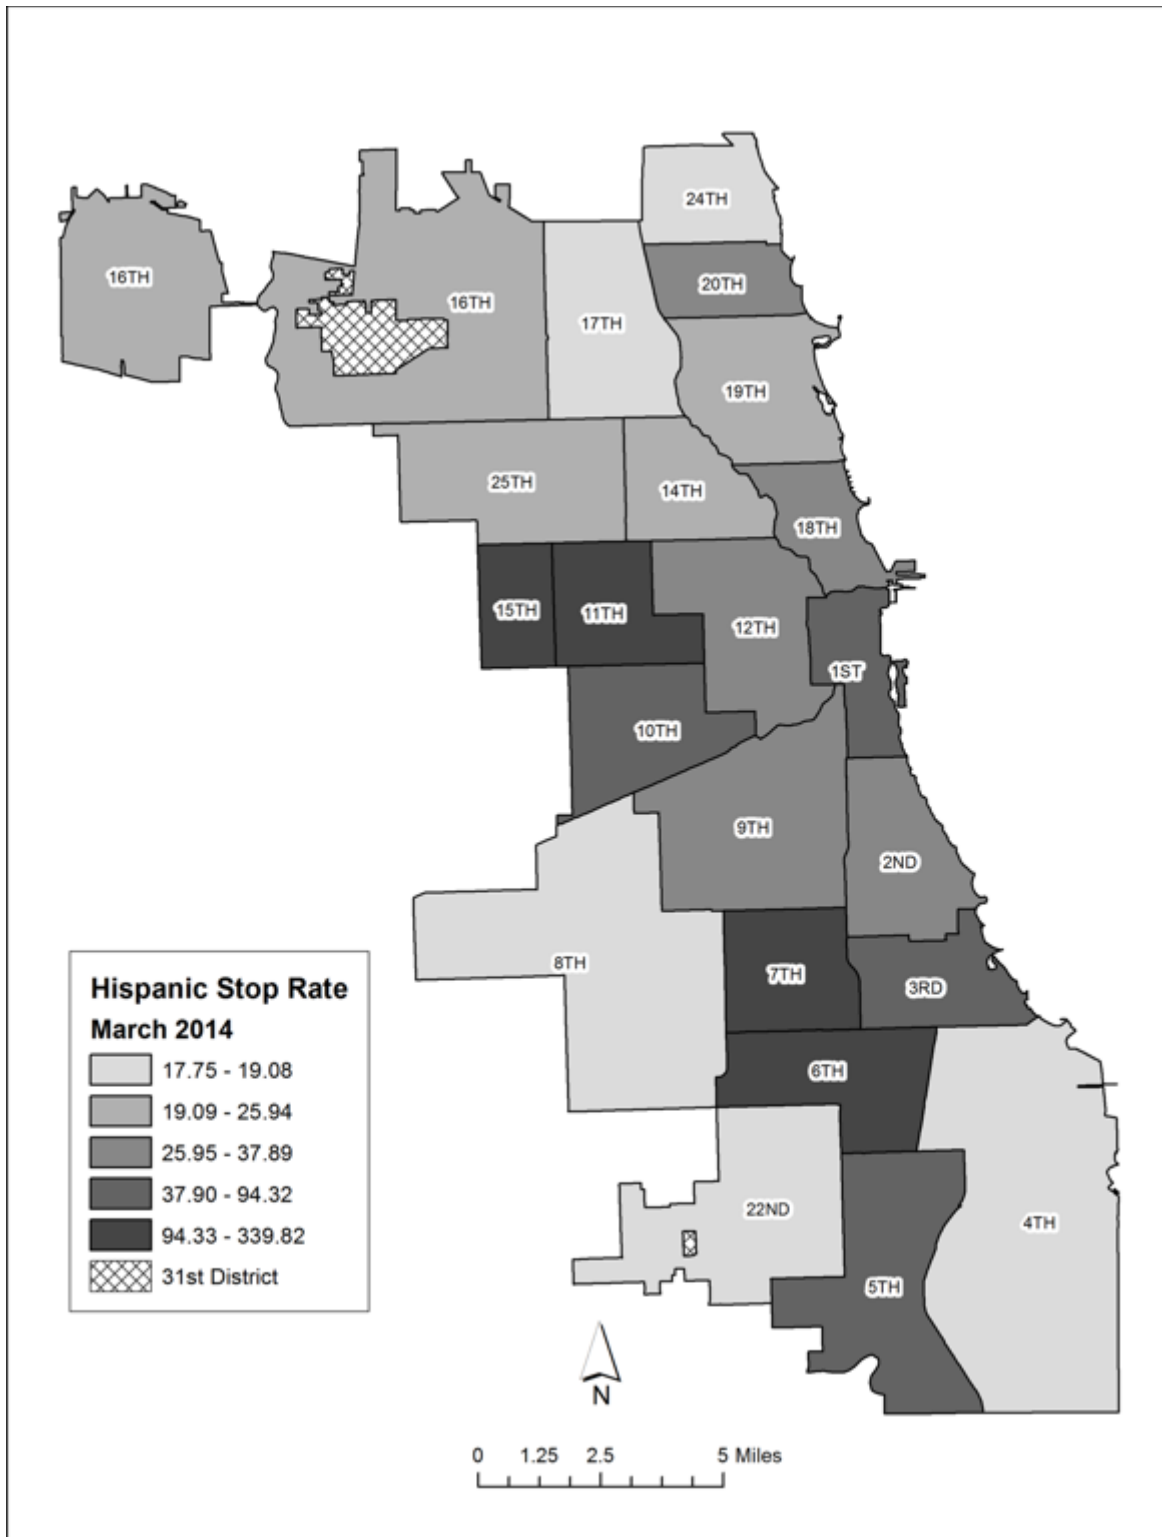 24TH
16TH
20TH
16TH
17TH
19TH
25TH
14TH
18TH
15TH
11TH
12TH
1ST
10TH
9TH
2ND
8TH
7TH
3RD
6TH
22ND
4TH
5TH
Hispanic Stop Rate
March 2014
17.75 - 19.08
19.09 - 25.94
25.95 - 37.89
37.90 - 94.32
94.33 - 339.82
31st District
N
0 1.25 2.5 5 Miles